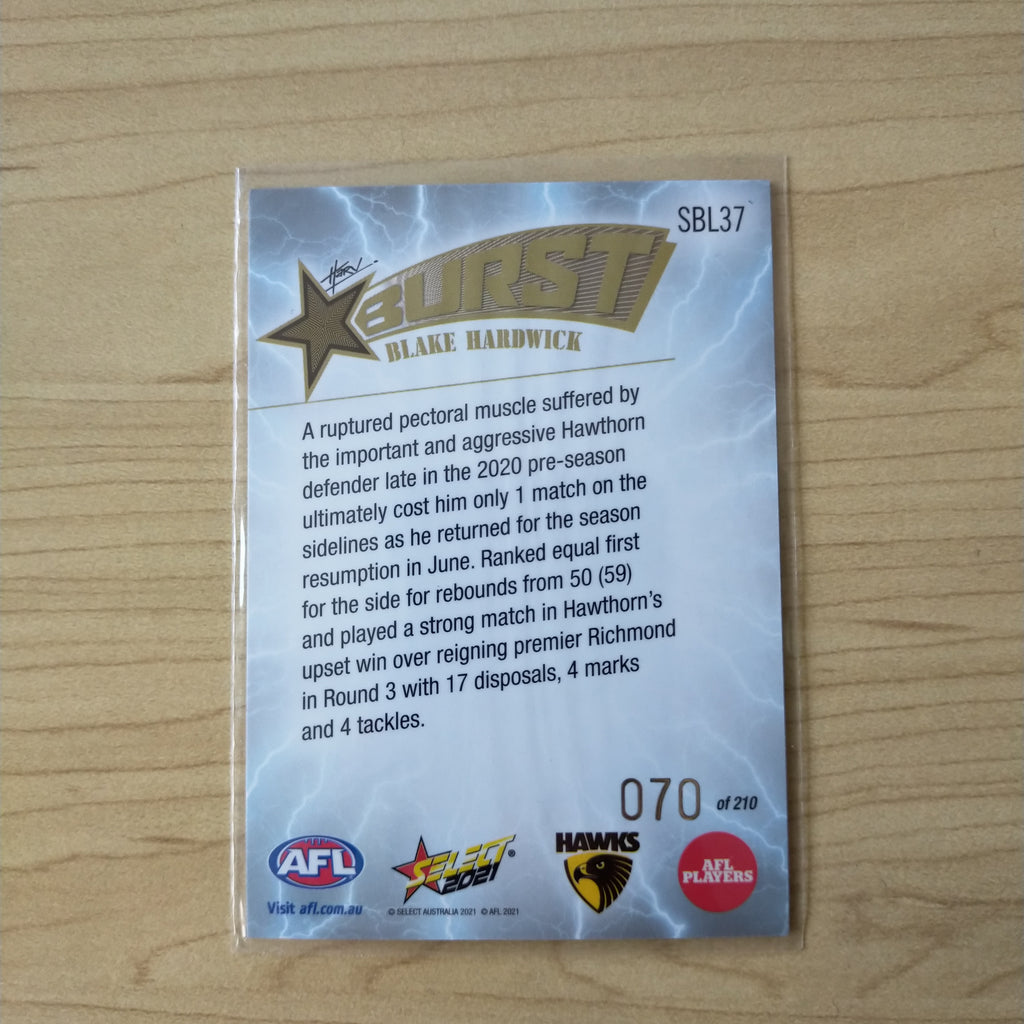 SBL37
HARV
BURST
BLAKE HARDWICK
A ruptured pectoral muscle suffered by
the important and aggressive Hawthorn
defender late in the 2020 pre-season
ultimately cost him only 1 match on the
sidelines as he returned for the season
resumption in June. Ranked equal first
for the side for rebounds from 50 (59)
and played a strong match in Hawthorn's
upset win over reigning premier Richmond
in Round 3 with 17 disposals, 4 marks
and 4 tackles.
070 of 210
AFL
Visit afl.com.au
SELECT®
2021
© SELECT AUSTRALIA 2021 © AFL 2021
HAWKS
AFL
PLAYERS